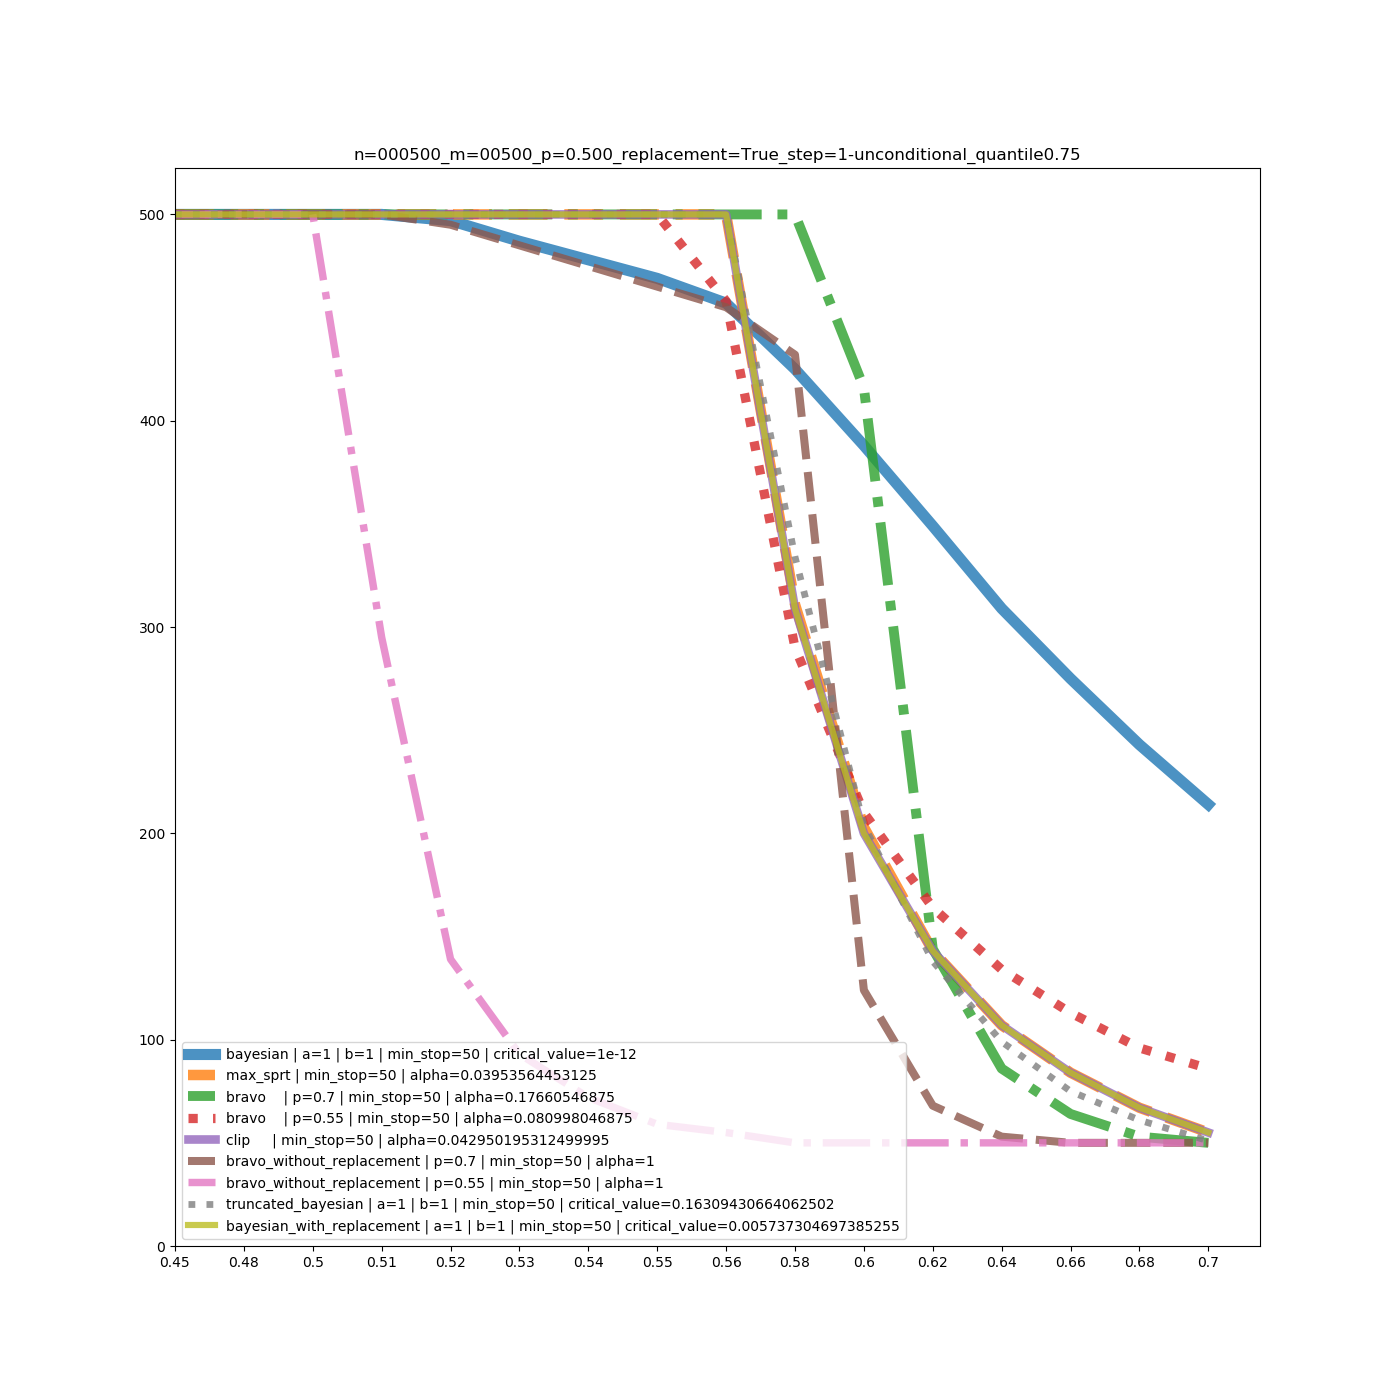 n=000500_m=00500_p=0.500_replacement=True_step=1-unconditional_quantile0.75
500
400
300
200
100
0
bayesian | a=1 | b=1 | min_stop=50 | critical_value=1e-12
max_sprt | min_stop=50 | alpha=0.03953564453125
bravo | p=0.7 | min_stop=50 | alpha=0.17660546875
bravo | p=0.55 | min_stop=50 | alpha=0.080998046875
clip | min_stop=50 | alpha=0.042950195312499995
bravo_without_replacement | p=0.7 | min_stop=50 | alpha=1
bravo_without_replacement | p=0.55 | min_stop=50 | alpha=1
truncated_bayesian | a=1 | b=1 | min_stop=50 | critical_value=0.16309430664062502
bayesian_with_replacement | a=1 | b=1 | min_stop=50 | critical_value=0.005737304697385255
0.45 0.48 0.5 0.51 0.52 0.53 0.54 0.55 0.56 0.58 0.6 0.62 0.64 0.66 0.68 0.7